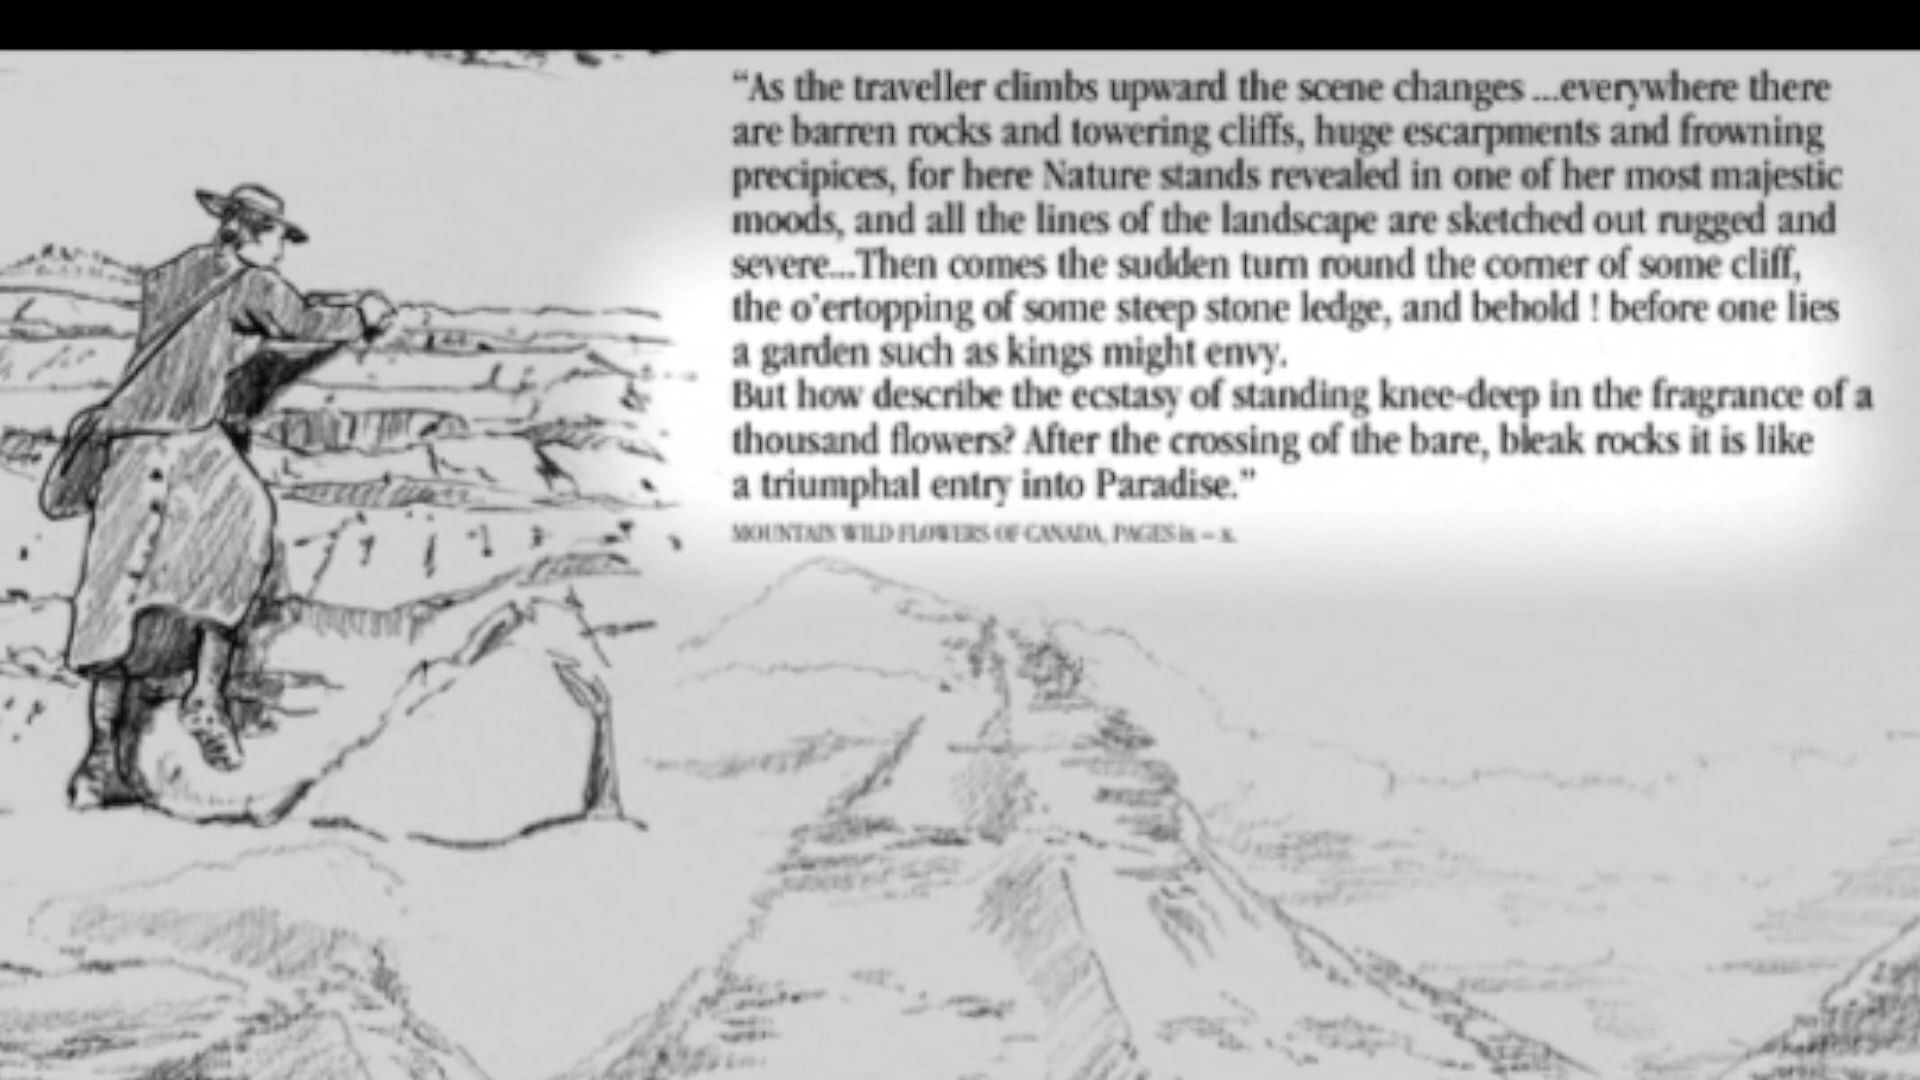 “As the traveller climbs upward the scene changes ...everywhere there
are barren rocks and towering cliffs, huge escarpments and frowning
precipices, for here Nature stands revealed in one of her most majestic
moods, and all the lines of the landscape are sketched out rugged and
severe...Then comes the sudden turn round the corner of some cliff,
the o’ertopping of some steep stone ledge, and behold ! before one lies
a garden such as kings might envy.
But how describe the ecstasy of standing knee-deep in the fragrance of a
thousand flowers? After the crossing of the bare, bleak rocks it is like
a triumphal entry into Paradise.”
MOUNTAIN WILD FLOWERS OF CANADA, PAGES ix – x.